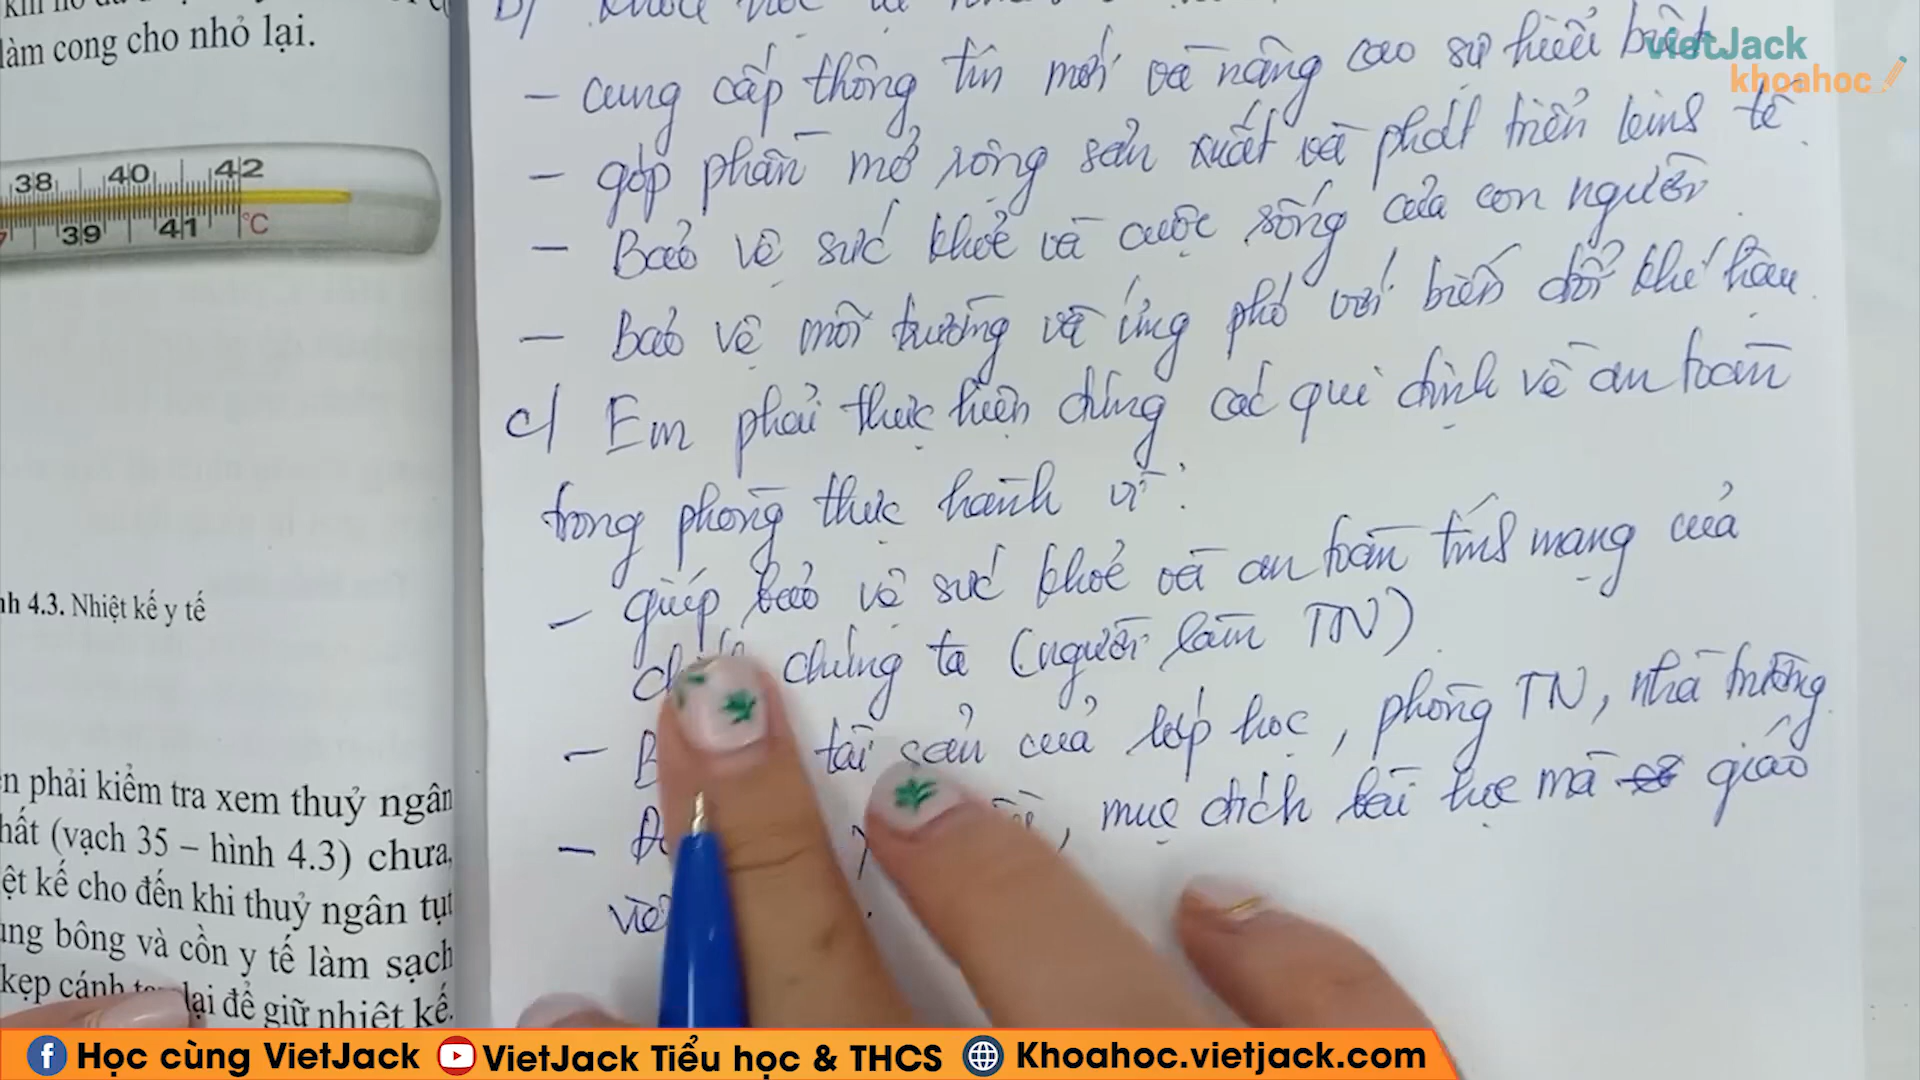 làm cong cho nhỏ lại.
38 40 42
39 41 °C
4.3. Nhiệt kế y tế
phải kiểm tra xem thuỷ ngân
(vạch 35 – hình 4.3) chưa,
kế cho đến khi thuỷ ngân tụt
bông và cồn y tế làm sạch
kẹp cánh lại để giữ nhiệt kế.
b/ Khoa học tự nhiên
- cung cấp thông tin mới và nâng cao sự hiểu biết
- góp phần mở rộng sản xuất và phát triển kinh tế.
- Bảo vệ sức khoẻ và cuộc sống của con người.
- Bảo vệ môi trường và ứng phó với biến đổi khí hậu.
c/ Em phải thực hiện đúng các qui định về an toàn
trong phòng thực hành vì:
- giúp bảo vệ sức khoẻ và an toàn tính mạng của
chúng ta (người làm TN).
- tài sản của lớp học, phòng TN, nhà trường.
- , mục đích bài học mà giáo
vietJack
khoahoc
Học cùng VietJack VietJack Tiểu học & THCS Khoahoc.vietjack.com